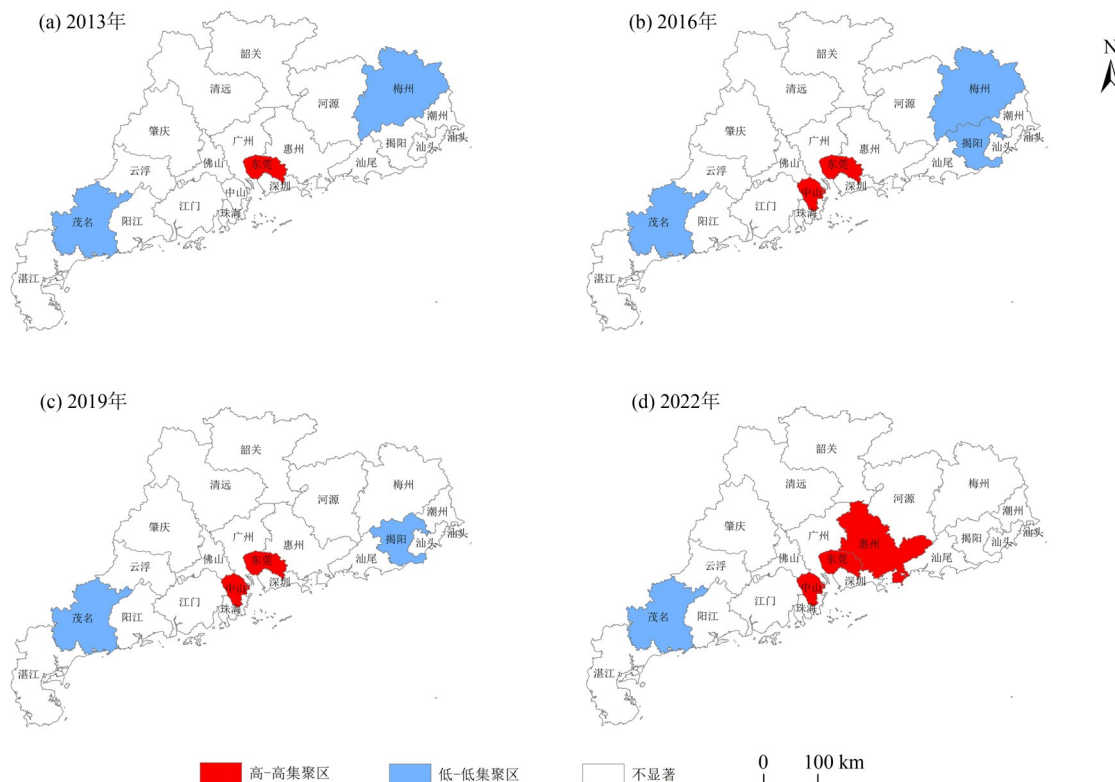 (a) 2013年
韶关
清远
河源
梅州
潮州
肇庆
广州
惠州
揭阳
汕头
汕头
云浮
佛山
东莞
汕尾
深圳
中山
江门
珠海
茂名
阳江
湛江
(b) 2016年
N
韶关
清远
河源
梅州
潮州
肇庆
广州
惠州
揭阳
汕头
汕头
云浮
佛山
东莞
汕尾
深圳
中山
江门
珠海
茂名
阳江
湛江
(c) 2019年
韶关
清远
河源
梅州
潮州
肇庆
广州
惠州
揭阳
汕头
汕头
云浮
佛山
东莞
汕尾
深圳
中山
江门
珠海
茂名
阳江
湛江
(d) 2022年
韶关
清远
河源
梅州
潮州
肇庆
广州
惠州
揭阳
汕头
汕头
云浮
佛山
东莞
汕尾
深圳
中山
江门
珠海
茂名
阳江
湛江
高-高集聚区 低-低集聚区 不显著
0 100 km